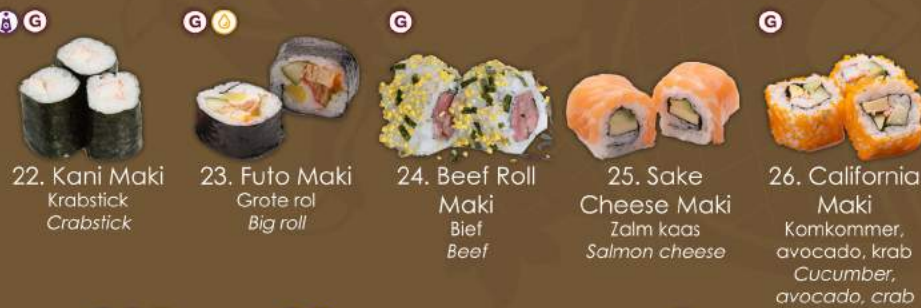 G
G
G
G
22. Kani Maki
Krabstick
Crabstick
23. Futo Maki
Grote rol
Big roll
24. Beef Roll
Maki
Bief
Beef
25. Sake
Cheese Maki
Zalm kaas
Salmon cheese
26. California
Maki
Komkommer,
avocado, krab
Cucumber,
avocado, crab